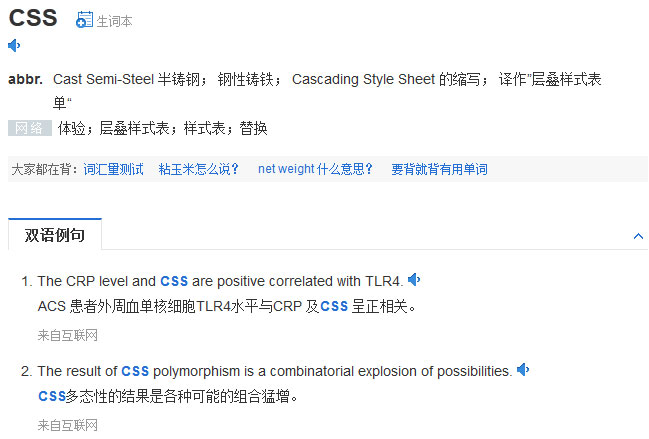 CSS 生词本
abbr. Cast Semi-Steel 半铸钢； 钢性铸铁； Cascading Style Sheet 的缩写； 译作”层叠样式表
单“
网络 体验；层叠样式表；样式表；替换
大家都在背：词汇量测试 粘玉米怎么说？ net weight 什么意思？ 要背就背有用单词
双语例句
1. The CRP level and CSS are positive correlated with TLR4.
ACS 患者外周血单核细胞TLR4水平与CRP 及CSS 呈正相关。
来自互联网
2. The result of CSS polymorphism is a combinatorial explosion of possibilities.
CSS多态性的结果是各种可能的组合猛增。
来自互联网